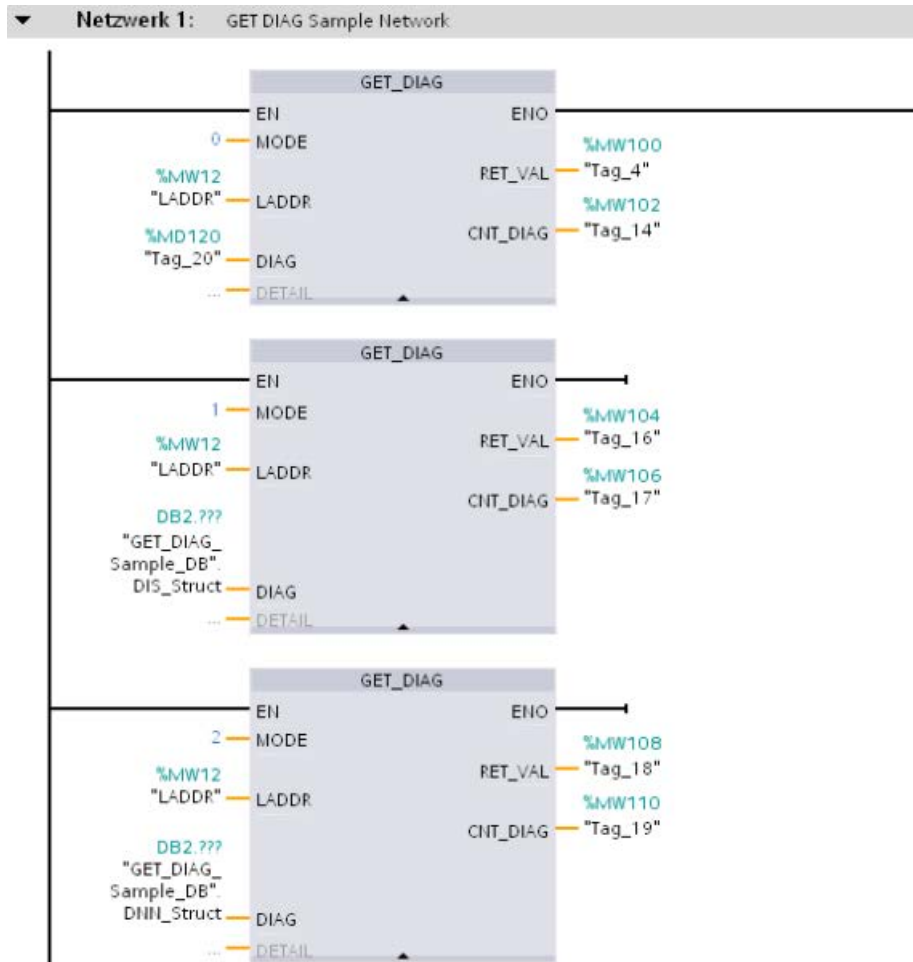 Netzwerk 1: GET DIAG Sample Network
GET_DIAG
EN ENO
0 MODE
%MW100
RET_VAL "Tag_4"
%MW12
"LADDR" LADDR
%MW102
CNT_DIAG "Tag_14"
%MD120
"Tag_20" DIAG
... DETAIL
GET_DIAG
EN ENO
1 MODE
%MW104
RET_VAL "Tag_16"
%MW12
"LADDR" LADDR
%MW106
CNT_DIAG "Tag_17"
DB2.???
"GET_DIAG_
Sample_DB".
DIS_Struct DIAG
... DETAIL
GET_DIAG
EN ENO
2 MODE
%MW108
RET_VAL "Tag_18"
%MW12
"LADDR" LADDR
%MW110
CNT_DIAG "Tag_19"
DB2.???
"GET_DIAG_
Sample_DB".
DNN_Struct DIAG
... DETAIL